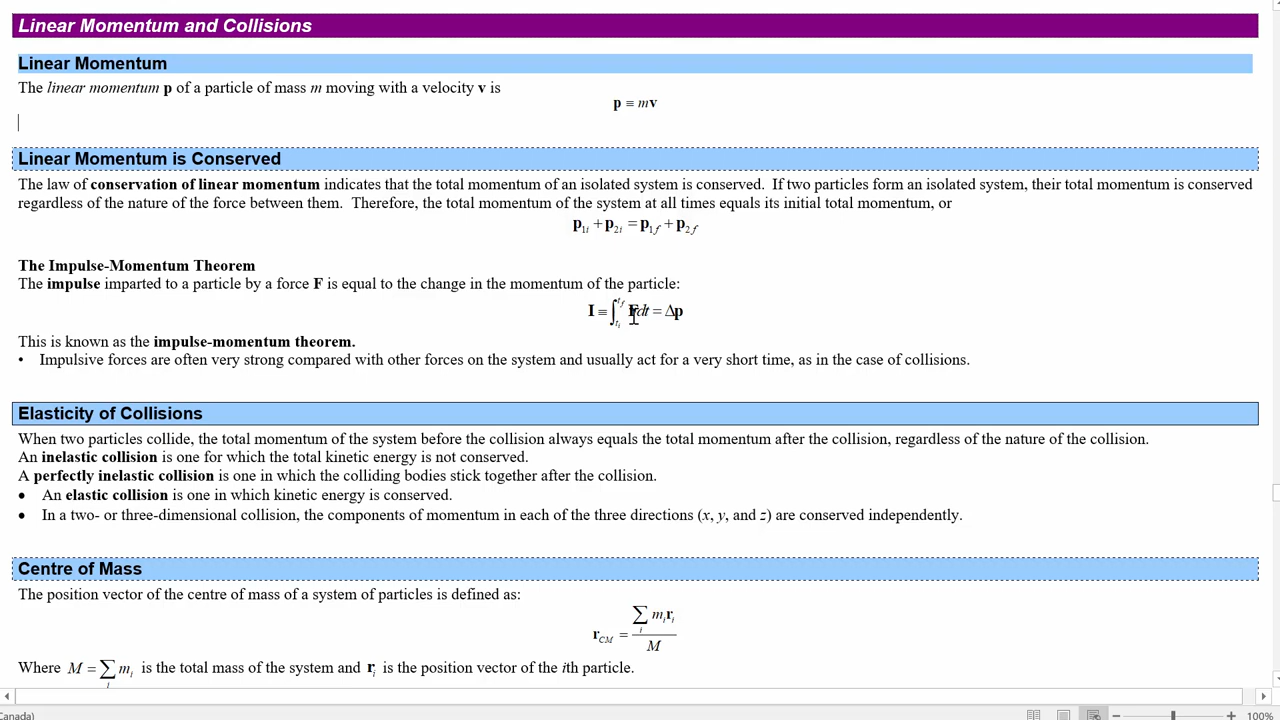 Linear Momentum and Collisions
Linear Momentum
The linear momentum p of a particle of mass m moving with a velocity v is
p ≡ mv
Linear Momentum is Conserved
The law of conservation of linear momentum indicates that the total momentum of an isolated system is conserved.  If two particles form an isolated system, their total momentum is conserved
regardless of the nature of the force between them.  Therefore, the total momentum of the system at all times equals its initial total momentum, or
p₁ᵢ + p₂ᵢ = p₁f + p₂f
The Impulse-Momentum Theorem
The impulse imparted to a particle by a force F is equal to the change in the momentum of the particle:
I ≡ ∫ₜᵢ^tf Fdt = Δp
This is known as the impulse-momentum theorem.
• Impulsive forces are often very strong compared with other forces on the system and usually act for a very short time, as in the case of collisions.
Elasticity of Collisions
When two particles collide, the total momentum of the system before the collision always equals the total momentum after the collision, regardless of the nature of the collision.
An inelastic collision is one for which the total kinetic energy is not conserved.
A perfectly inelastic collision is one in which the colliding bodies stick together after the collision.
• An elastic collision is one in which kinetic energy is conserved.
• In a two- or three-dimensional collision, the components of momentum in each of the three directions (x, y, and z) are conserved independently.
Centre of Mass
The position vector of the centre of mass of a system of particles is defined as:
r_CM = ∑ᵢ mᵢrᵢ / M
Where M = ∑ᵢ mᵢ is the total mass of the system and rᵢ is the position vector of the ith particle.
Canada)
100%